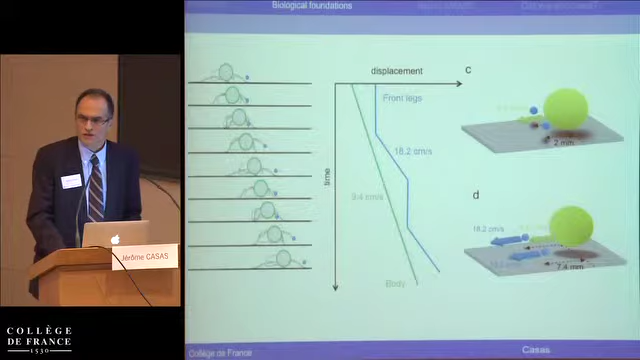 Biological foundations
displacement
c
Front legs
18.2 cm/s
time
9.4 cm/s
Body
2 mm
d
18.2 cm/s
7.4 mm
Jérôme CASAS
COLLÈGE
DE FRANCE
1530
Collège de France
Casas